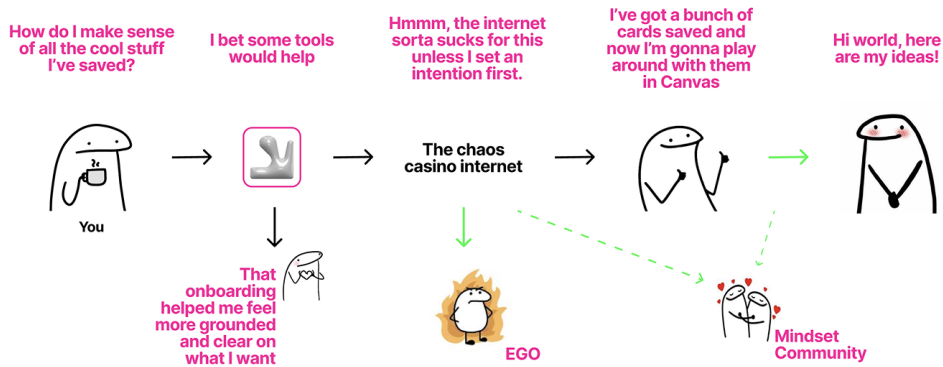 How do I make sense
of all the cool stuff
I've saved?
I bet some tools
would help
Hmmm, the internet
sorta sucks for this
unless I set an
intention first.
I've got a bunch of
cards saved and
now I'm gonna play
around with them
in Canvas
Hi world, here
are my ideas!
You
The chaos
casino internet
That
onboarding
helped me feel
more grounded
and clear on
what I want
EGO
Mindset
Community